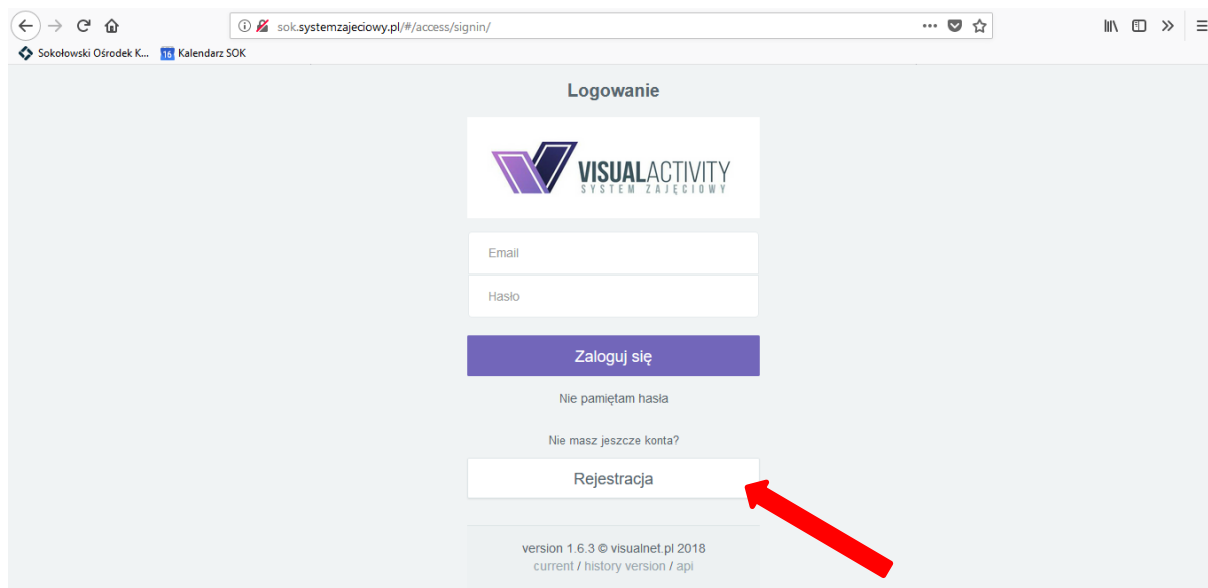 sok.systemzajeciowy.pl/#/access/signin/
Sokołowski Ośrodek K... 16 Kalendarz SOK
Logowanie
VISUALACTIVITY
SYSTEM ZAJĘCIOWY
Email
Hasło
Zaloguj się
Nie pamiętam hasła
Nie masz jeszcze konta?
Rejestracja
version 1.6.3 © visualnet.pl 2018
current / history version / api